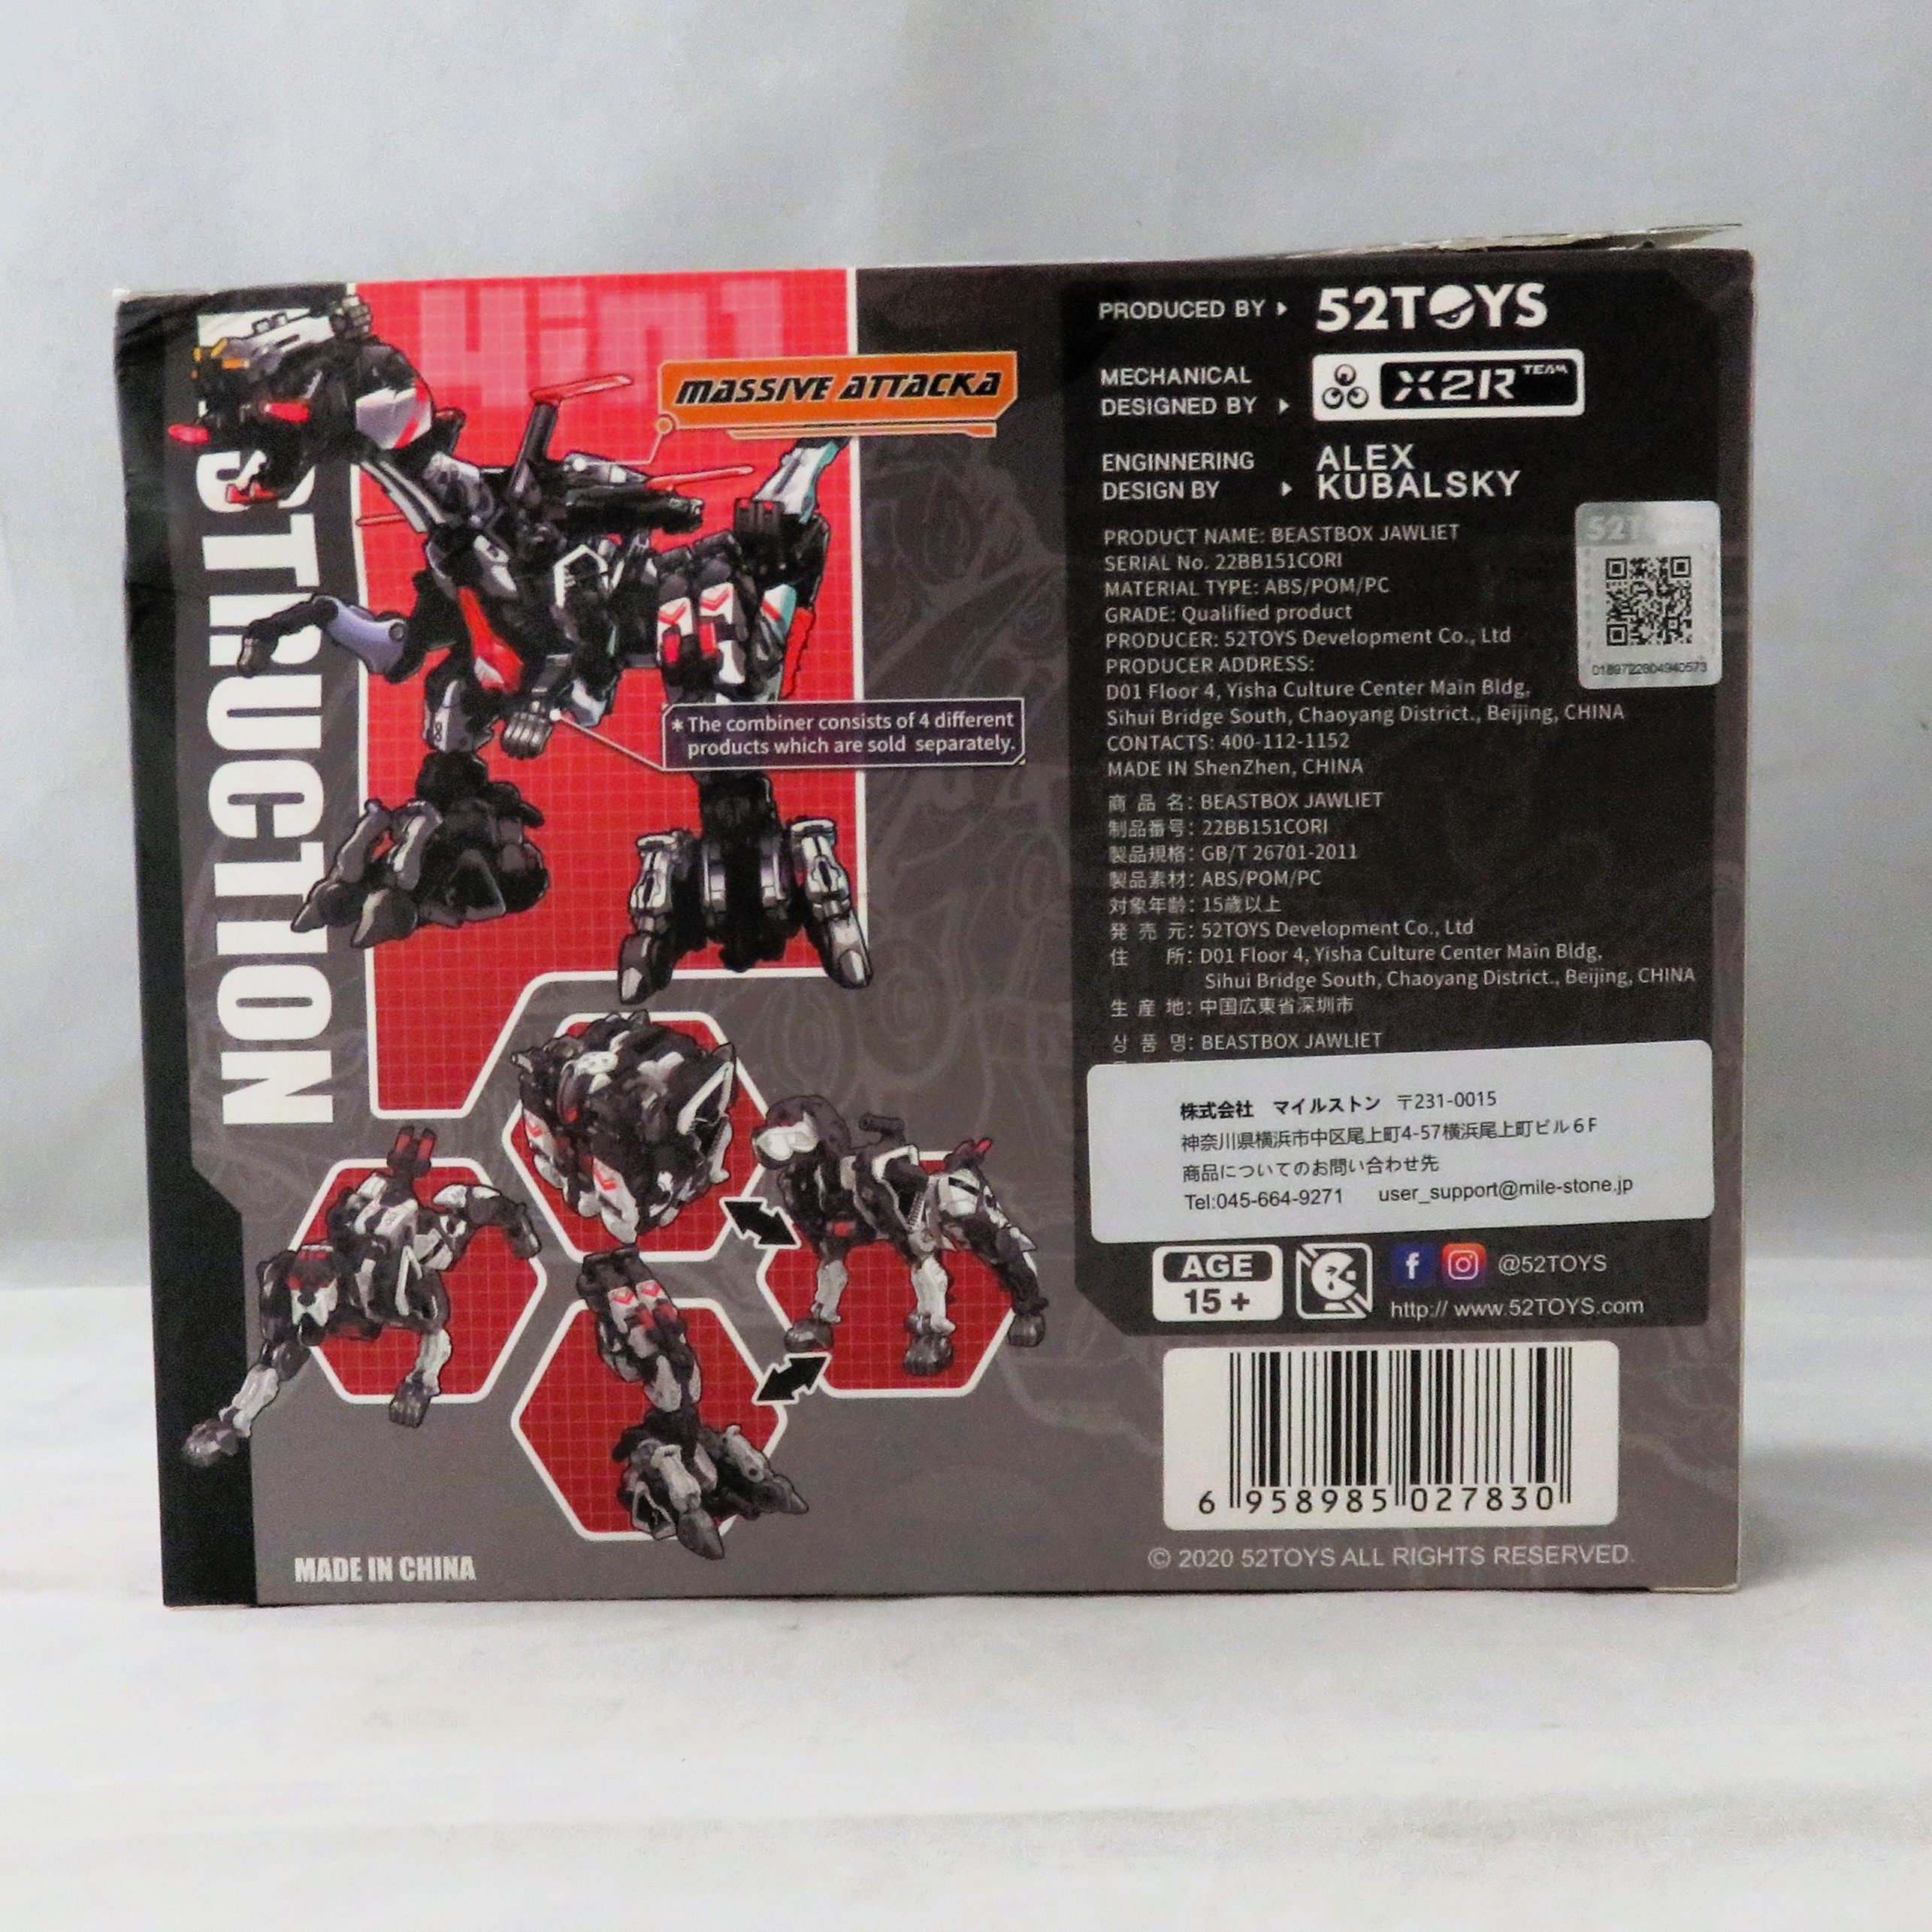 4in1
MASSIVE ATTACKA
*The combiner consists of 4 different
products which are sold separately.
MADE IN CHINA
PRODUCED BY 52TOYS
MECHANICAL
DESIGNED BY
X2R TEAM
ENGINNERING
DESIGN BY
ALEX
KUBALSKY
PRODUCT NAME: BEASTBOX JAWLIET
SERIAL No. 22BB151CORI
MATERIAL TYPE: ABS/POM/PC
GRADE: Qualified product
PRODUCER: 52TOYS Development Co., Ltd
PRODUCER ADDRESS:
D01 Floor 4, Yisha Culture Center Main Bldg,
Sihui Bridge South, Chaoyang District., Beijing, CHINA
CONTACTS: 400-112-1152
MADE IN ShenZhen, CHINA
商品名: BEASTBOX JAWLIET
制品番号: 22BB151CORI
製品規格: GB/T 26701-2011
製品素材: ABS/POM/PC
対象年齢: 15歳以上
発売元: 52TOYS Development Co., Ltd
住所: D01 Floor 4, Yisha Culture Center Main Bldg,
Sihui Bridge South, Chaoyang District., Beijing, CHINA
生産地: 中国広東省深圳市
상품명: BEASTBOX JAWLIET
株式会社 マイルストン 〒231-0015
神奈川県横浜市中区尾上町4-57横浜尾上町ビル6F
商品についてのお問い合わせ先
Tel:045-664-9271 user_support@mile-stone.jp
AGE
15+
@52TOYS
http:// www.52TOYS.com
6 958985 027830
© 2020 52TOYS ALL RIGHTS RESERVED.